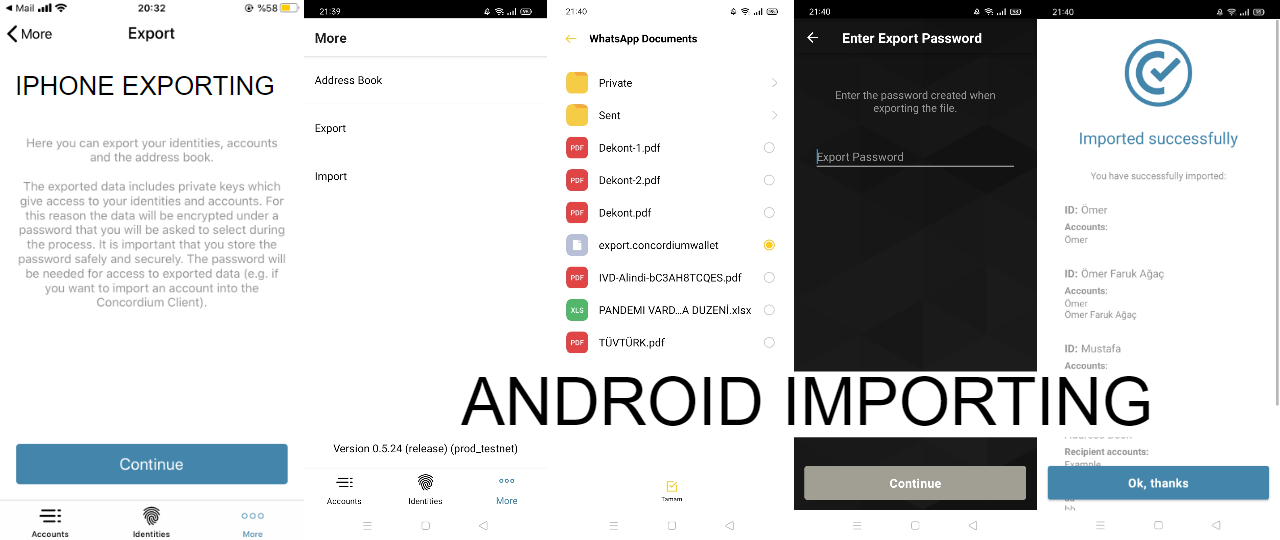 Mail 20:32 %58
More Export
IPHONE EXPORTING
Here you can export your identities, accounts
and the address book.
The exported data includes private keys which
give access to your identities and accounts. For
this reason the data will be encrypted under a
password that you will be asked to select during
the process. It is important that you store the
password safely and securely. The password will
be needed for access to exported data (e.g. if
you want to import an account into the
Concordium Client).
Continue
Accounts Identities More
21:39
More
Address Book
Export
Import
Version 0.5.24 (release) (prod_testnet)
Accounts Identities More
21:40
WhatsApp Documents
Private
Sent
PDF Dekont-1.pdf
PDF Dekont-2.pdf
PDF Dekont.pdf
export.concordiumwallet
PDF IVD-Alindi-bC3AH8TCQES.pdf
XLS PANDEMI VARD...A DUZENİ.xlsx
PDF TÜVTÜRK.pdf
Tamam
21:40
Enter Export Password
Enter the password created when
exporting the file.
Export Password
Continue
21:40
Imported successfully
You have successfully imported:
ID: Ömer
Accounts:
Ömer
ID: Ömer Faruk Ağaç
Accounts:
Ömer
Ömer Faruk Ağaç
ID: Mustafa
Accounts:
Address Book
Recipient accounts:
Example
Ok, thanks
ANDROID IMPORTING